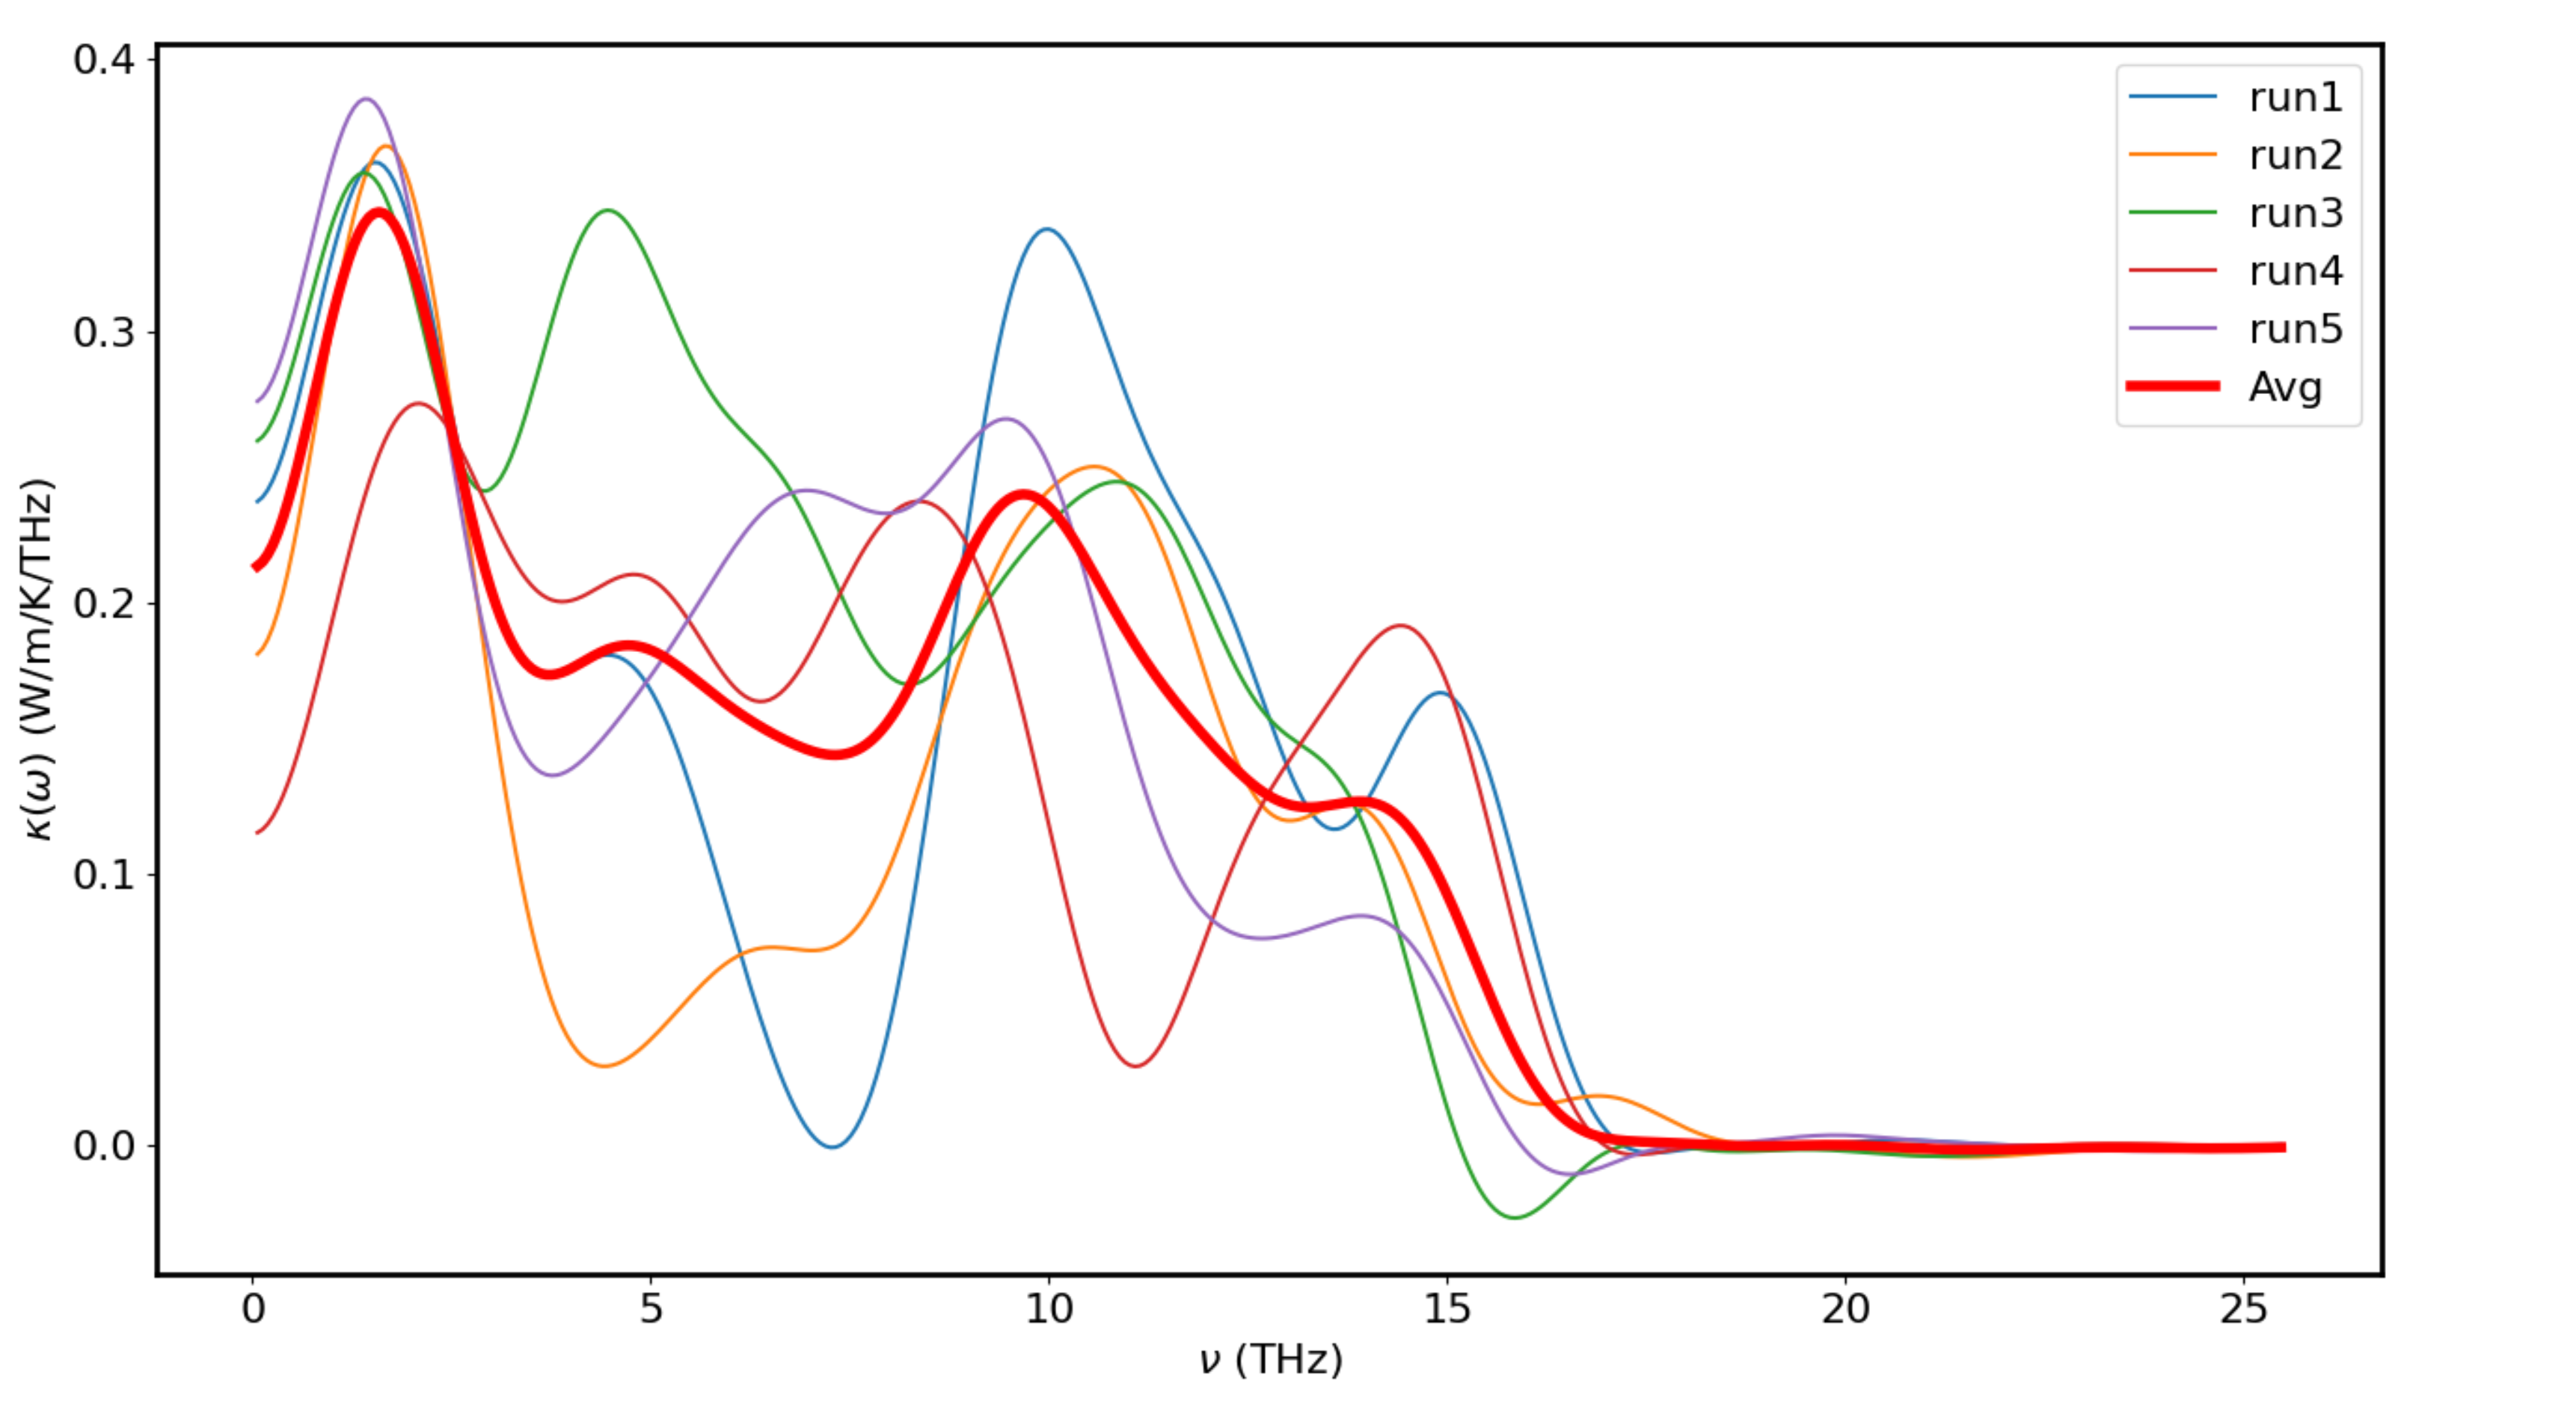 κ(ω) (W/m/K/THz)
0.4
0.3
0.2
0.1
0.0
run1
run2
run3
run4
run5
Avg
0 5 10 15 20 25
ν (THz)